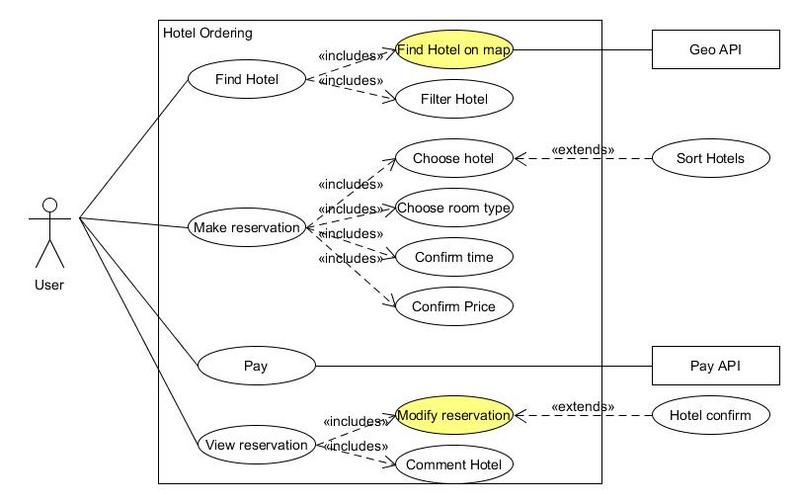 Hotel Ordering
«includes»
Find Hotel on map
Geo API
Find Hotel
«includes»
Filter Hotel
Choose hotel
«extends»
Sort Hotels
«includes»
«includes»
Choose room type
Make reservation
«includes»
Confirm time
«includes»
User
Confirm Price
Pay
Pay API
«includes»
Modify reservation
«extends»
Hotel confirm
View reservation
«includes»
Comment Hotel